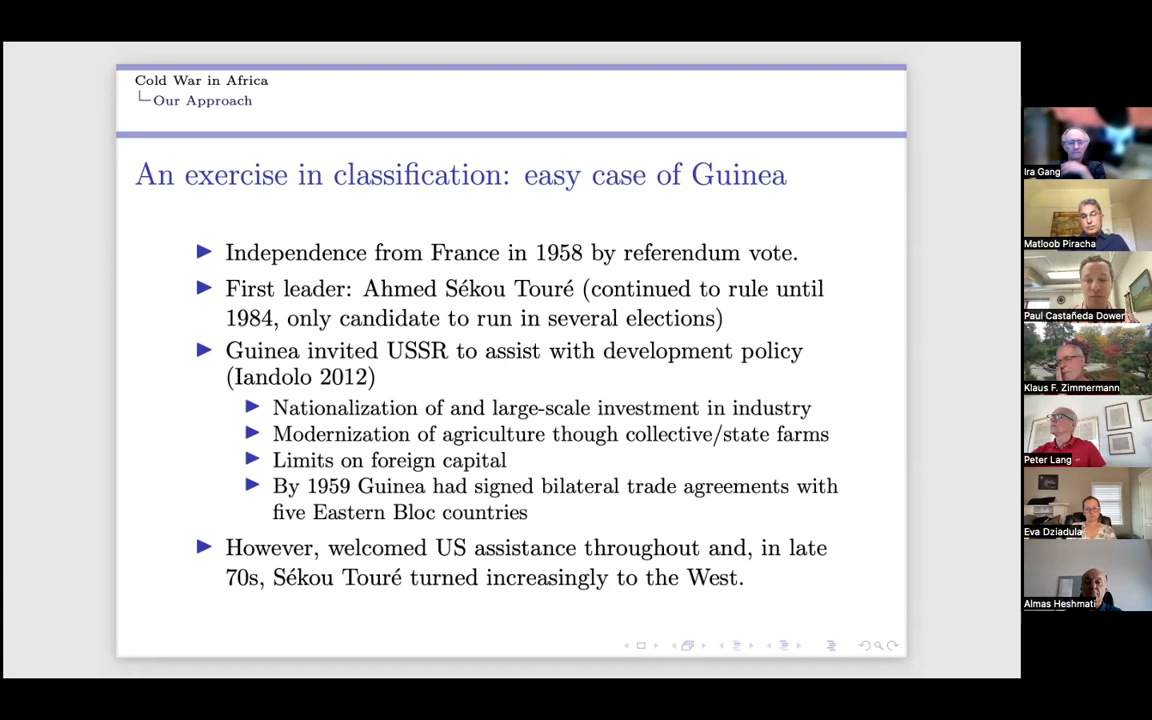 Cold War in Africa
Our Approach
An exercise in classification: easy case of Guinea
Independence from France in 1958 by referendum vote.
First leader: Ahmed Sékou Touré (continued to rule until
1984, only candidate to run in several elections)
Guinea invited USSR to assist with development policy
(Iandolo 2012)
Nationalization of and large-scale investment in industry
Modernization of agriculture though collective/state farms
Limits on foreign capital
By 1959 Guinea had signed bilateral trade agreements with
five Eastern Bloc countries
However, welcomed US assistance throughout and, in late
70s, Sékou Touré turned increasingly to the West.
Ira Gang
Matloob Piracha
Paul Castañeda Dower
Klaus F. Zimmermann
Peter Lang
Eva Dziadula
Almas Heshmati